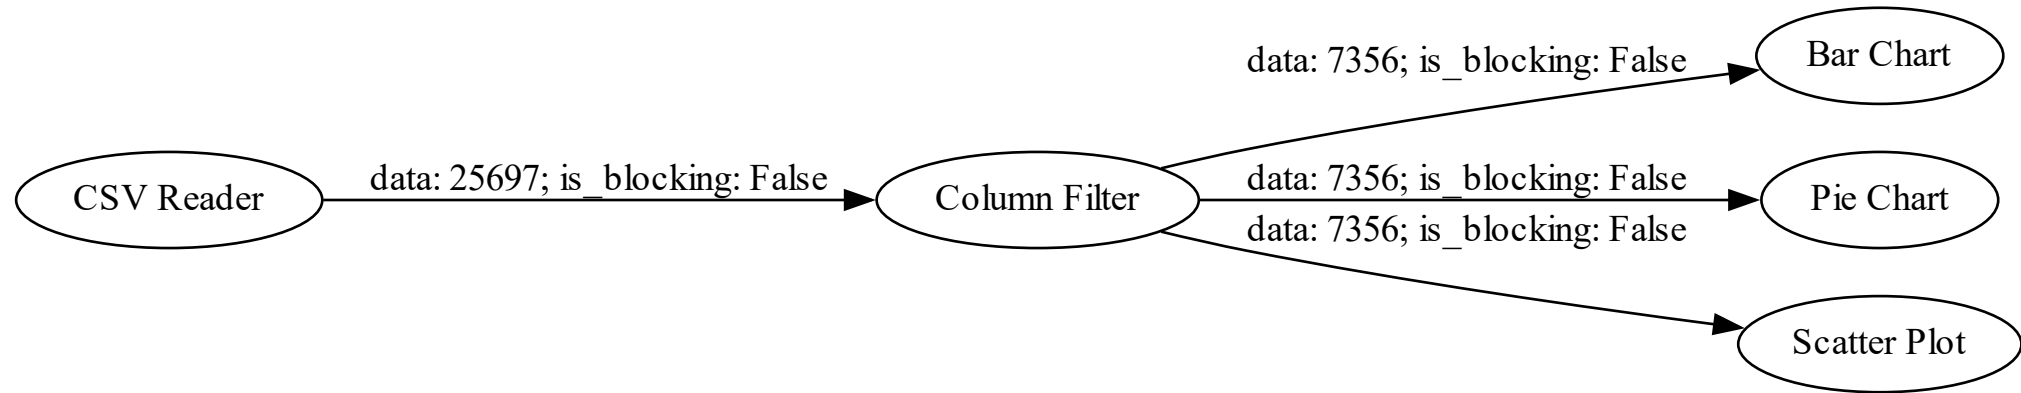 data: 7356; is_blocking: False
Bar Chart
CSV Reader
data: 25697; is_blocking: False
Column Filter
data: 7356; is_blocking: False
Pie Chart
data: 7356; is_blocking: False
Scatter Plot